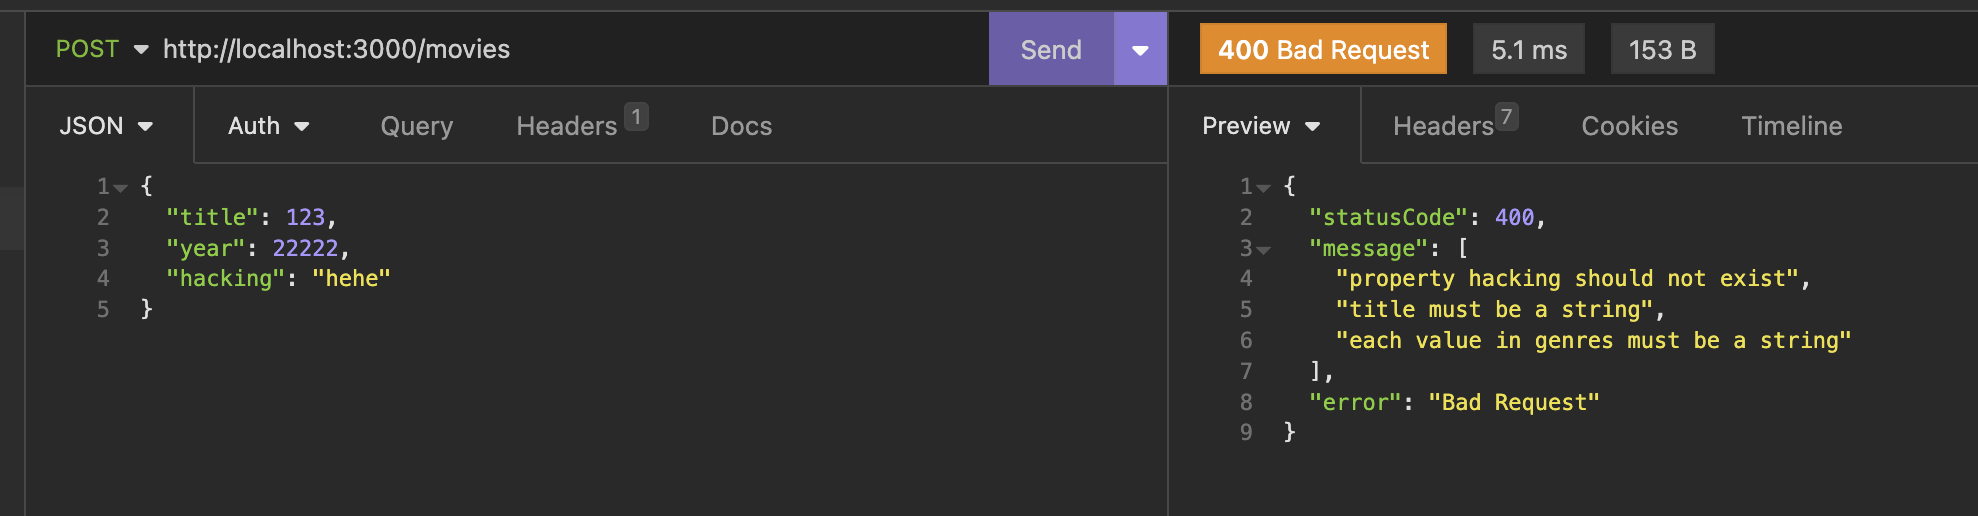 POST http://localhost:3000/movies Send 400 Bad Request 5.1 ms 153 B
JSON Auth Query Headers 1 Docs
Preview Headers 7 Cookies Timeline
1 {
2 "title": 123,
3 "year": 22222,
4 "hacking": "hehe"
5 }
1 {
2 "statusCode": 400,
3 "message": [
4 "property hacking should not exist",
5 "title must be a string",
6 "each value in genres must be a string"
7 ],
8 "error": "Bad Request"
9 }